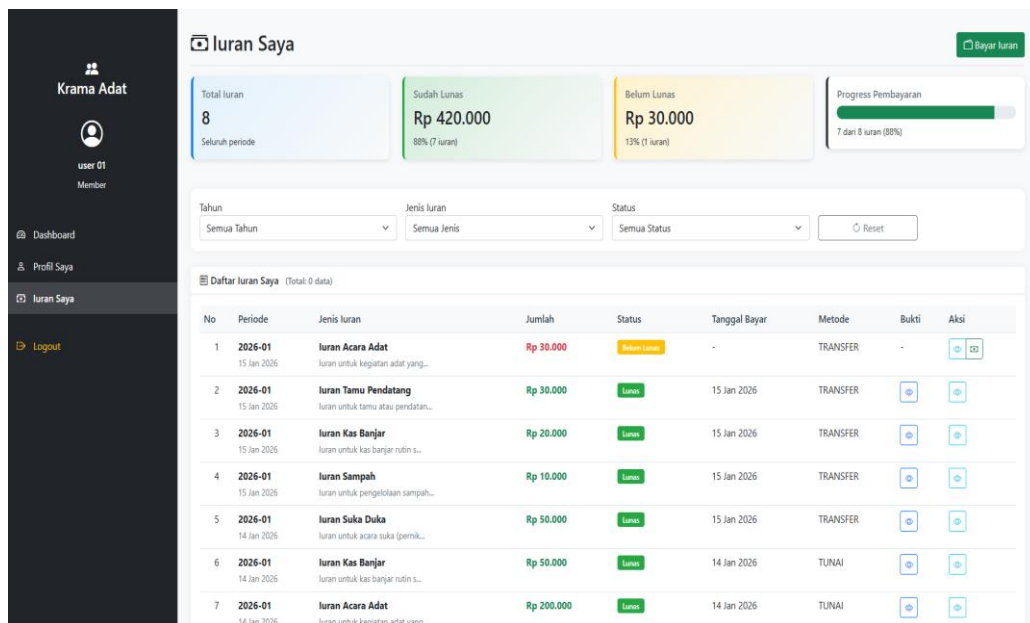 Krama Adat
user 01
Member
Dashboard
Profil Saya
Iuran Saya
Logout
Iuran Saya
Bayar Iuran
Total Iuran
8
Seluruh periode
Sudah Lunas
Rp 420.000
88% (7 iuran)
Belum Lunas
Rp 30.000
13% (1 iuran)
Progress Pembayaran
7 dari 8 iuran (88%)
Tahun
Semua Tahun
Jenis Iuran
Semua Jenis
Status
Semua Status
Reset
Daftar Iuran Saya (Total: 0 data)
No Periode Jenis Iuran Jumlah Status Tanggal Bayar Metode Bukti Aksi
1 2026-01 Iuran Acara Adat Rp 30.000 Belum Lunas - TRANSFER -
15 Jan 2026 Iuran untuk kegiatan adat yang...
2 2026-01 Iuran Tamu Pendatang Rp 30.000 Lunas 15 Jan 2026 TRANSFER
15 Jan 2026 Iuran untuk tamu atau pendatan...
3 2026-01 Iuran Kas Banjar Rp 20.000 Lunas 15 Jan 2026 TRANSFER
15 Jan 2026 Iuran untuk kas banjar rutin s...
4 2026-01 Iuran Sampah Rp 10.000 Lunas 15 Jan 2026 TRANSFER
15 Jan 2026 Iuran untuk pengelolaan sampah...
5 2026-01 Iuran Suka Duka Rp 50.000 Lunas 15 Jan 2026 TRANSFER
14 Jan 2026 Iuran untuk acara suka (pernik...
6 2026-01 Iuran Kas Banjar Rp 50.000 Lunas 14 Jan 2026 TUNAI
14 Jan 2026 Iuran untuk kas banjar rutin s...
7 2026-01 Iuran Acara Adat Rp 200.000 Lunas 14 Jan 2026 TUNAI
14 Jan 2026 Iuran untuk kegiatan adat yang...